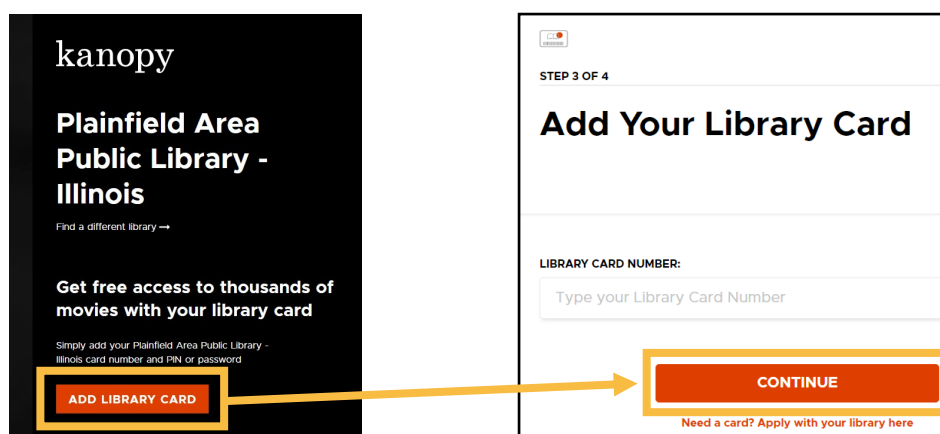 kanopy
Plainfield Area
Public Library -
Illinois
Find a different library →
Get free access to thousands of
movies with your library card
Simply add your Plainfield Area Public Library -
Illinois card number and PIN or password
ADD LIBRARY CARD
STEP 3 OF 4
Add Your Library Card
LIBRARY CARD NUMBER:
Type your Library Card Number
CONTINUE
Need a card? Apply with your library here